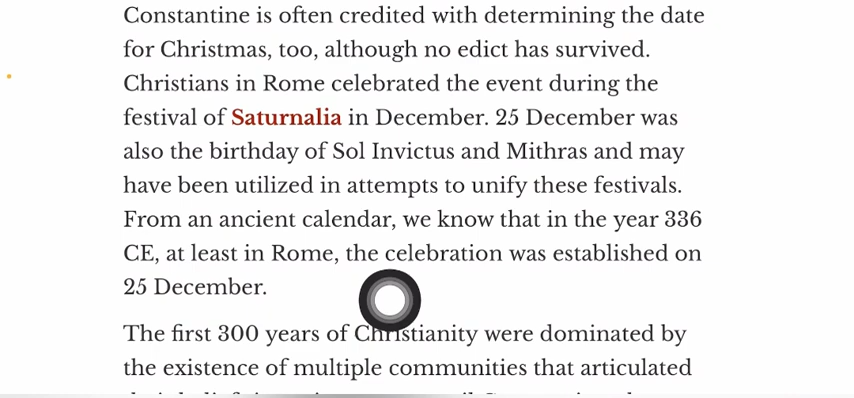 Constantine is often credited with determining the date
for Christmas, too, although no edict has survived.
Christians in Rome celebrated the event during the
festival of Saturnalia in December. 25 December was
also the birthday of Sol Invictus and Mithras and may
have been utilized in attempts to unify these festivals.
From an ancient calendar, we know that in the year 336
CE, at least in Rome, the celebration was established on
25 December.
The first 300 years of Christianity were dominated by
the existence of multiple communities that articulated